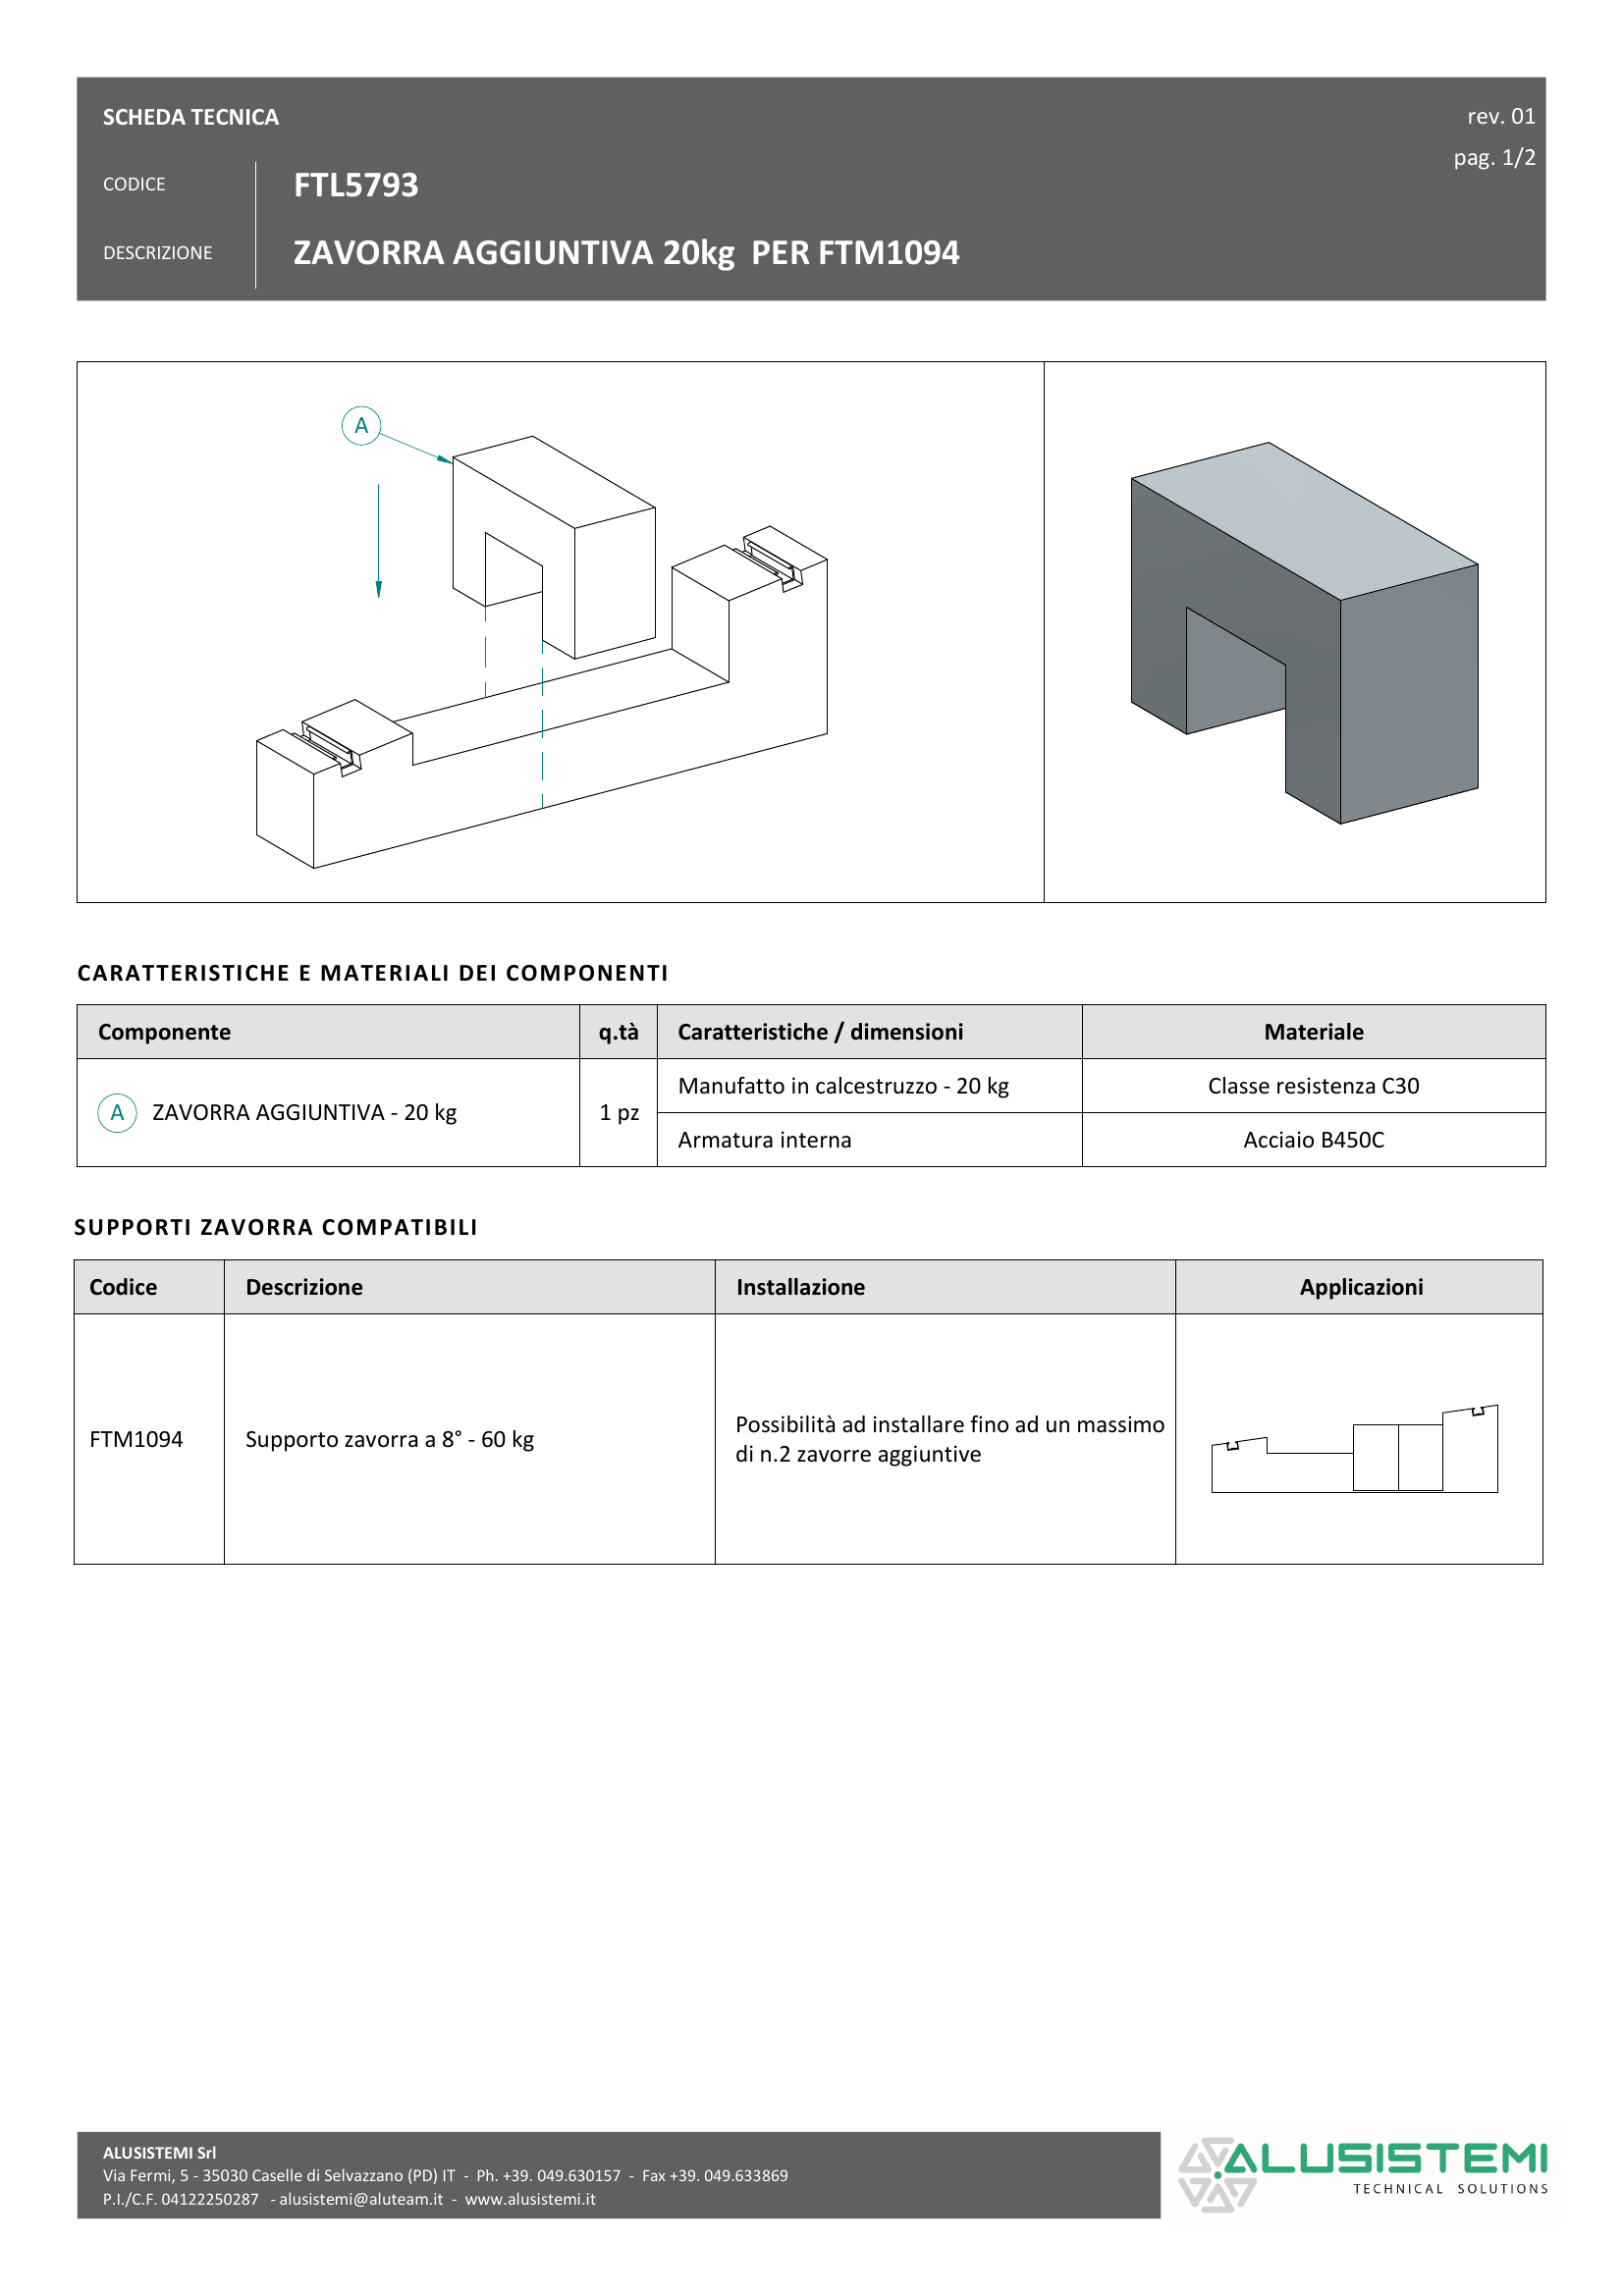 SCHEDA TECNICA
rev. 01
pag. 1/2
CODICE
FTL5793
DESCRIZIONE
ZAVORRA AGGIUNTIVA 20kg PER FTM1094
A
CARATTERISTICHE E MATERIALI DEI COMPONENTI
Componente q.tà Caratteristiche / dimensioni Materiale
A ZAVORRA AGGIUNTIVA - 20 kg 1 pz
Manufatto in calcestruzzo - 20 kg Classe resistenza C30
Armatura interna Acciaio B450C
SUPPORTI ZAVORRA COMPATIBILI
Codice Descrizione Installazione Applicazioni
FTM1094 Supporto zavorra a 8° - 60 kg
Possibilità ad installare fino ad un massimo
di n.2 zavorre aggiuntive
ALUSISTEMI Srl
Via Fermi, 5 - 35030 Caselle di Selvazzano (PD) IT - Ph. +39. 049.630157 - Fax +39. 049.633869
P.I./C.F. 04122250287 - alusistemi@aluteam.it - www.alusistemi.it
ALUSISTEMI
TECHNICAL SOLUTIONS